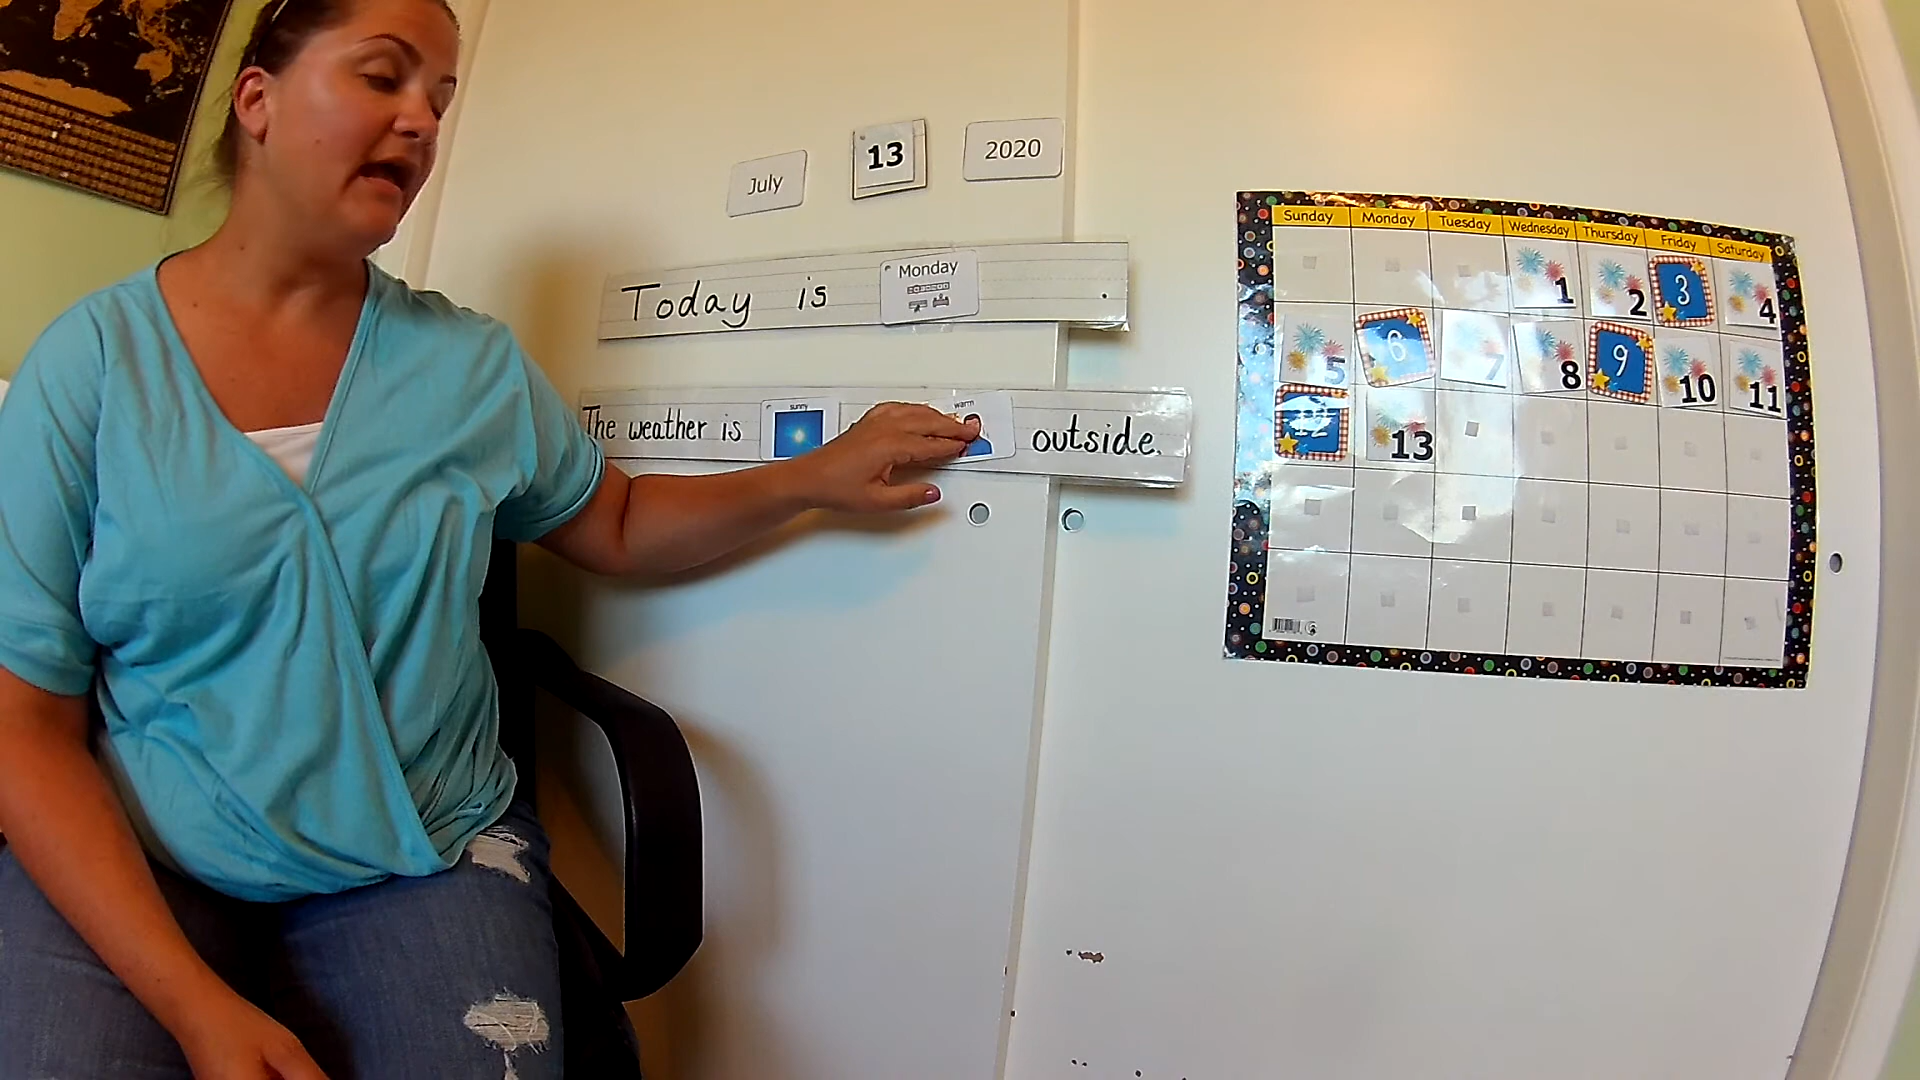 July 13 2020
Today is Monday .
The weather is sunny warm outside.
Sunday Monday Tuesday Wednesday Thursday Friday Saturday
1 2 3 4
5 6 7 8 9 10 11
12 13